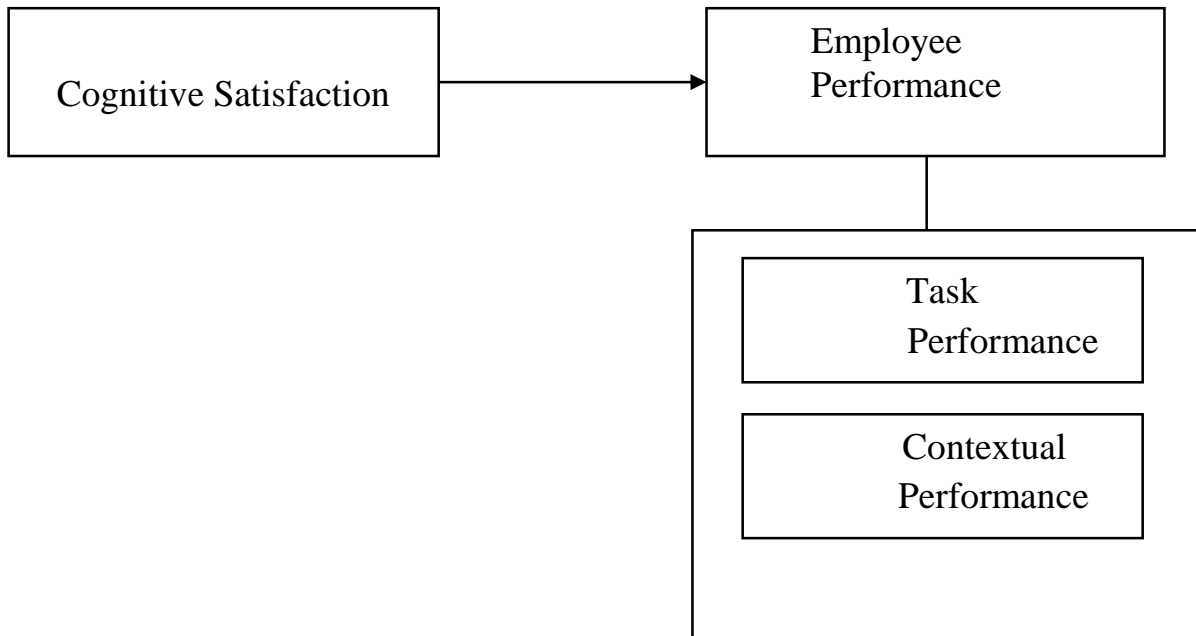 Cognitive Satisfaction
Employee
Performance
Task
Performance
Contextual
Performance